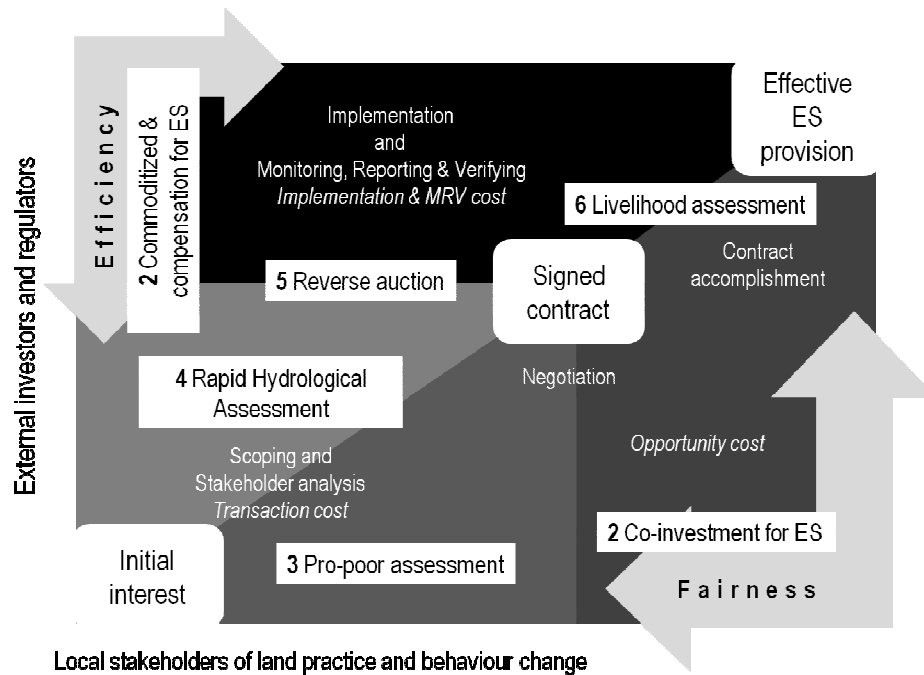 Effective
ES
provision
Implementation
and
Monitoring, Reporting & Verifying
Implementation & MRV cost
Efficiency
2 Commoditized &
compensation for ES
External investors and regulators
6 Livelihood assessment
Contract
accomplishment
5 Reverse auction
Signed
contract
4 Rapid Hydrological
Assessment
Negotiation
Scoping and
Stakeholder analysis
Transaction cost
Opportunity cost
2 Co-investment for ES
Initial
interest
3 Pro-poor assessment
Fairness
Local stakeholders of land practice and behaviour change